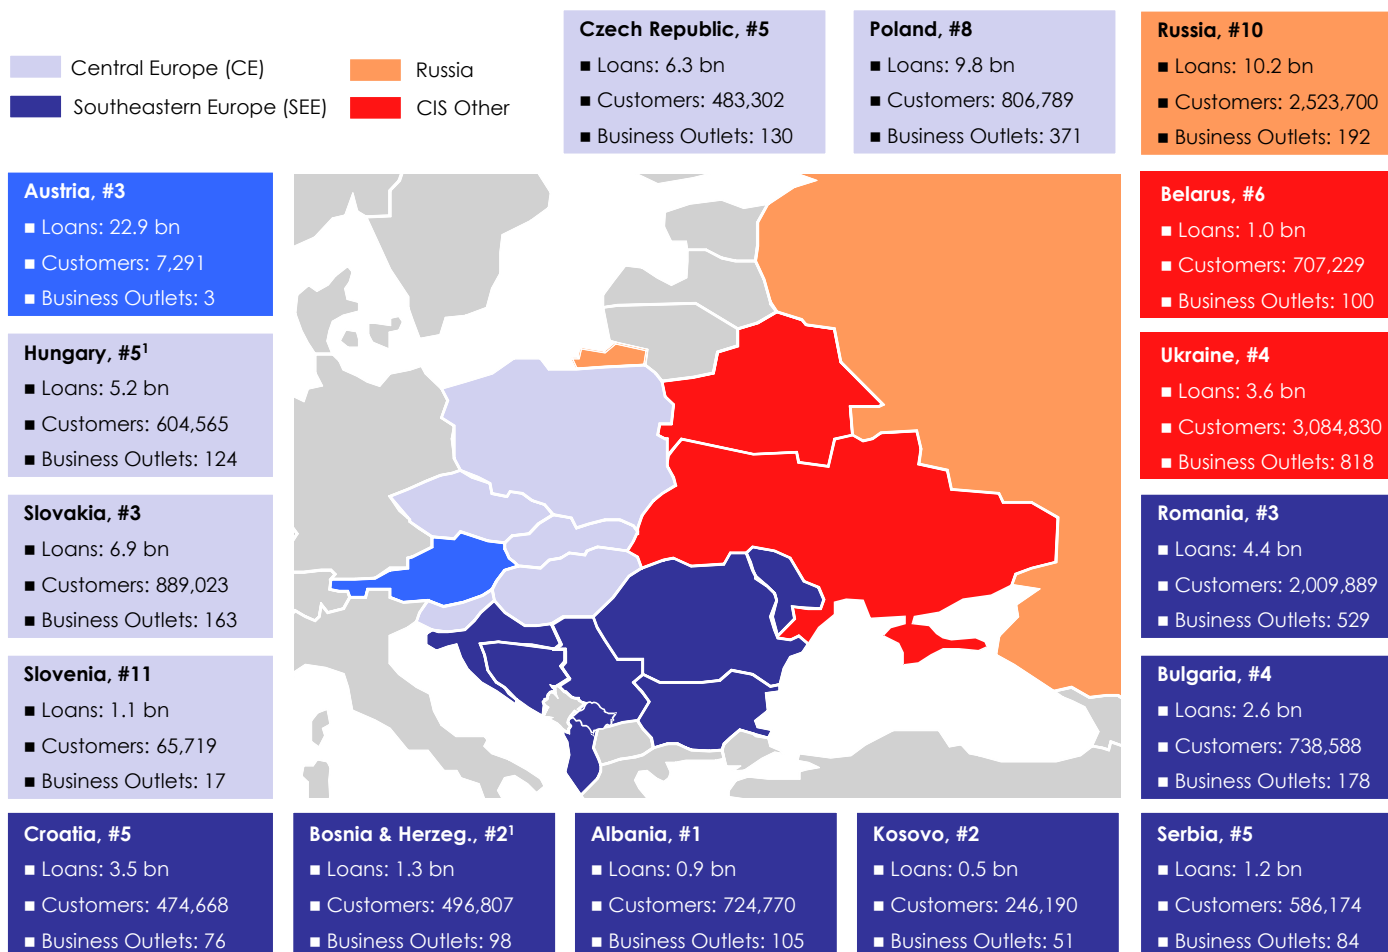 Central Europe (CE)
Southeastern Europe (SEE)
Russia
CIS Other
Czech Republic, #5
■ Loans: 6.3 bn
■ Customers: 483,302
■ Business Outlets: 130
Poland, #8
■ Loans: 9.8 bn
■ Customers: 806,789
■ Business Outlets: 371
Russia, #10
■ Loans: 10.2 bn
■ Customers: 2,523,700
■ Business Outlets: 192
Austria, #3
■ Loans: 22.9 bn
■ Customers: 7,291
■ Business Outlets: 3
Belarus, #6
■ Loans: 1.0 bn
■ Customers: 707,229
■ Business Outlets: 100
Hungary, #5¹
■ Loans: 5.2 bn
■ Customers: 604,565
■ Business Outlets: 124
Ukraine, #4
■ Loans: 3.6 bn
■ Customers: 3,084,830
■ Business Outlets: 818
Slovakia, #3
■ Loans: 6.9 bn
■ Customers: 889,023
■ Business Outlets: 163
Romania, #3
■ Loans: 4.4 bn
■ Customers: 2,009,889
■ Business Outlets: 529
Slovenia, #11
■ Loans: 1.1 bn
■ Customers: 65,719
■ Business Outlets: 17
Bulgaria, #4
■ Loans: 2.6 bn
■ Customers: 738,588
■ Business Outlets: 178
Croatia, #5
■ Loans: 3.5 bn
■ Customers: 474,668
■ Business Outlets: 76
Bosnia & Herzeg., #2¹
■ Loans: 1.3 bn
■ Customers: 496,807
■ Business Outlets: 98
Albania, #1
■ Loans: 0.9 bn
■ Customers: 724,770
■ Business Outlets: 105
Kosovo, #2
■ Loans: 0.5 bn
■ Customers: 246,190
■ Business Outlets: 51
Serbia, #5
■ Loans: 1.2 bn
■ Customers: 586,174
■ Business Outlets: 84